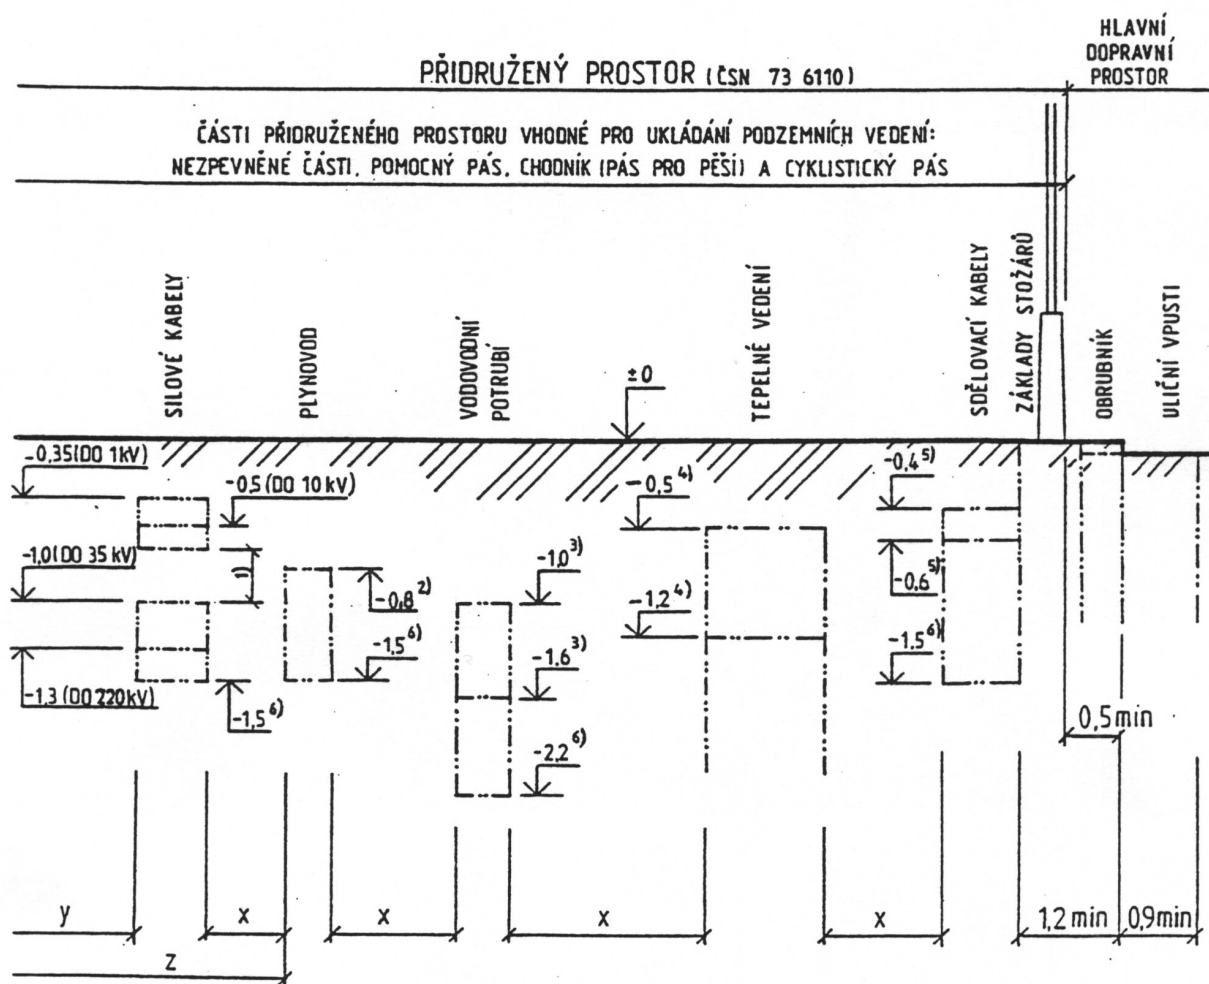 HLAVNÍ
DOPRAVNÍ
PROSTOR
PŘIDRUŽENÝ PROSTOR (ČSN 73 6110)
ČÁSTI PŘIDRUŽENÉHO PROSTORU VHODNÉ PRO UKLÁDÁNÍ PODZEMNÍCH VEDENÍ:
NEZPEVNĚNÉ ČÁSTI, POMOCNÝ PÁS, CHODNÍK (PÁS PRO PĚŠÍ) A CYKLISTICKÝ PÁS
SILOVÉ KABELY
PLYNOVOD
VODOVODNÍ
POTRUBÍ
±0
TEPELNÉ VEDENÍ
SDĚLOVACÍ KABELY
ZÁKLADY STOŽÁRŮ
OBRUBNÍK
ULIČNÍ VPUSTI
-0,35 (DO 1kV)
-0,5 (DO 10 kV)
-1,0 (DO 35 kV)
1)
-1,3 (DO 220kV)
-1,5 6)
-0,8 2)
-1,5 6)
-1,0 3)
-1,6 3)
-2,2 6)
-0,5 4)
-1,2 4)
-0,4 5)
-0,6 5)
-1,5 6)
0,5 min
y
x
x
x
x
1,2 min
0,9min
z